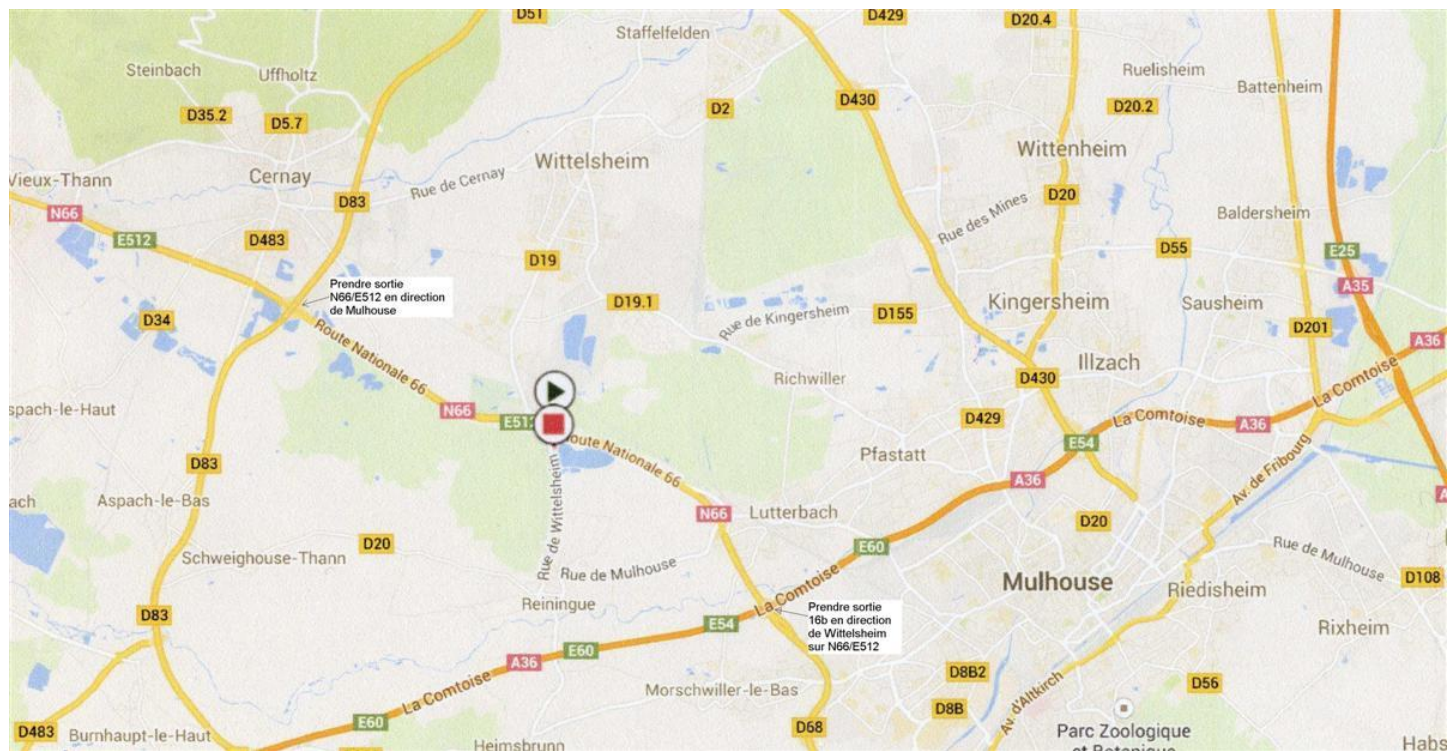 D51
D429
D20.4
Staffelfelden
Steinbach
Uffholtz
Ruelisheim
Battenheim
D430
D2
D20.2
D35.2
D5.7
Wittelsheim
Wittenheim
Vieux-Thann
Cernay
Rue de Cernay
D83
D20
N66
Rue des Mines
Baldersheim
E512
D483
D19
D55
E25
Prendre sortie
N66/E512 en direction
de Mulhouse
A35
D19.1
Kingersheim
Sausheim
D34
Rue de Kingersheim
D155
D201
Route Nationale 66
A36
Illzach
Richwiller
D430
La Comtoise
spach-le-Haut
N66
E512
D429
La Comtoise
A36
Route Nationale 66
E54
Pfastatt
D83
Rue de Wittelsheim
A36
Av. de Fribourg
ach
Aspach-le-Bas
N66
Lutterbach
D20
Schweighouse-Thann
D20
E60
Rue de Mulhouse
Rue de Mulhouse
Mulhouse
Riedisheim
D108
Reiningue
La Comtoise
D83
E54
Prendre sortie
16b en direction
de Wittelsheim
sur N66/E512
Rixheim
E60
A36
D8B2
La Comtoise
Morschwiller-le-Bas
D56
D8B
Av. d'Altkirch
E60
D68
D483
Burnhaupt-le-Haut
Heimsbrunn
Parc Zoologique
et Botanique
Habs